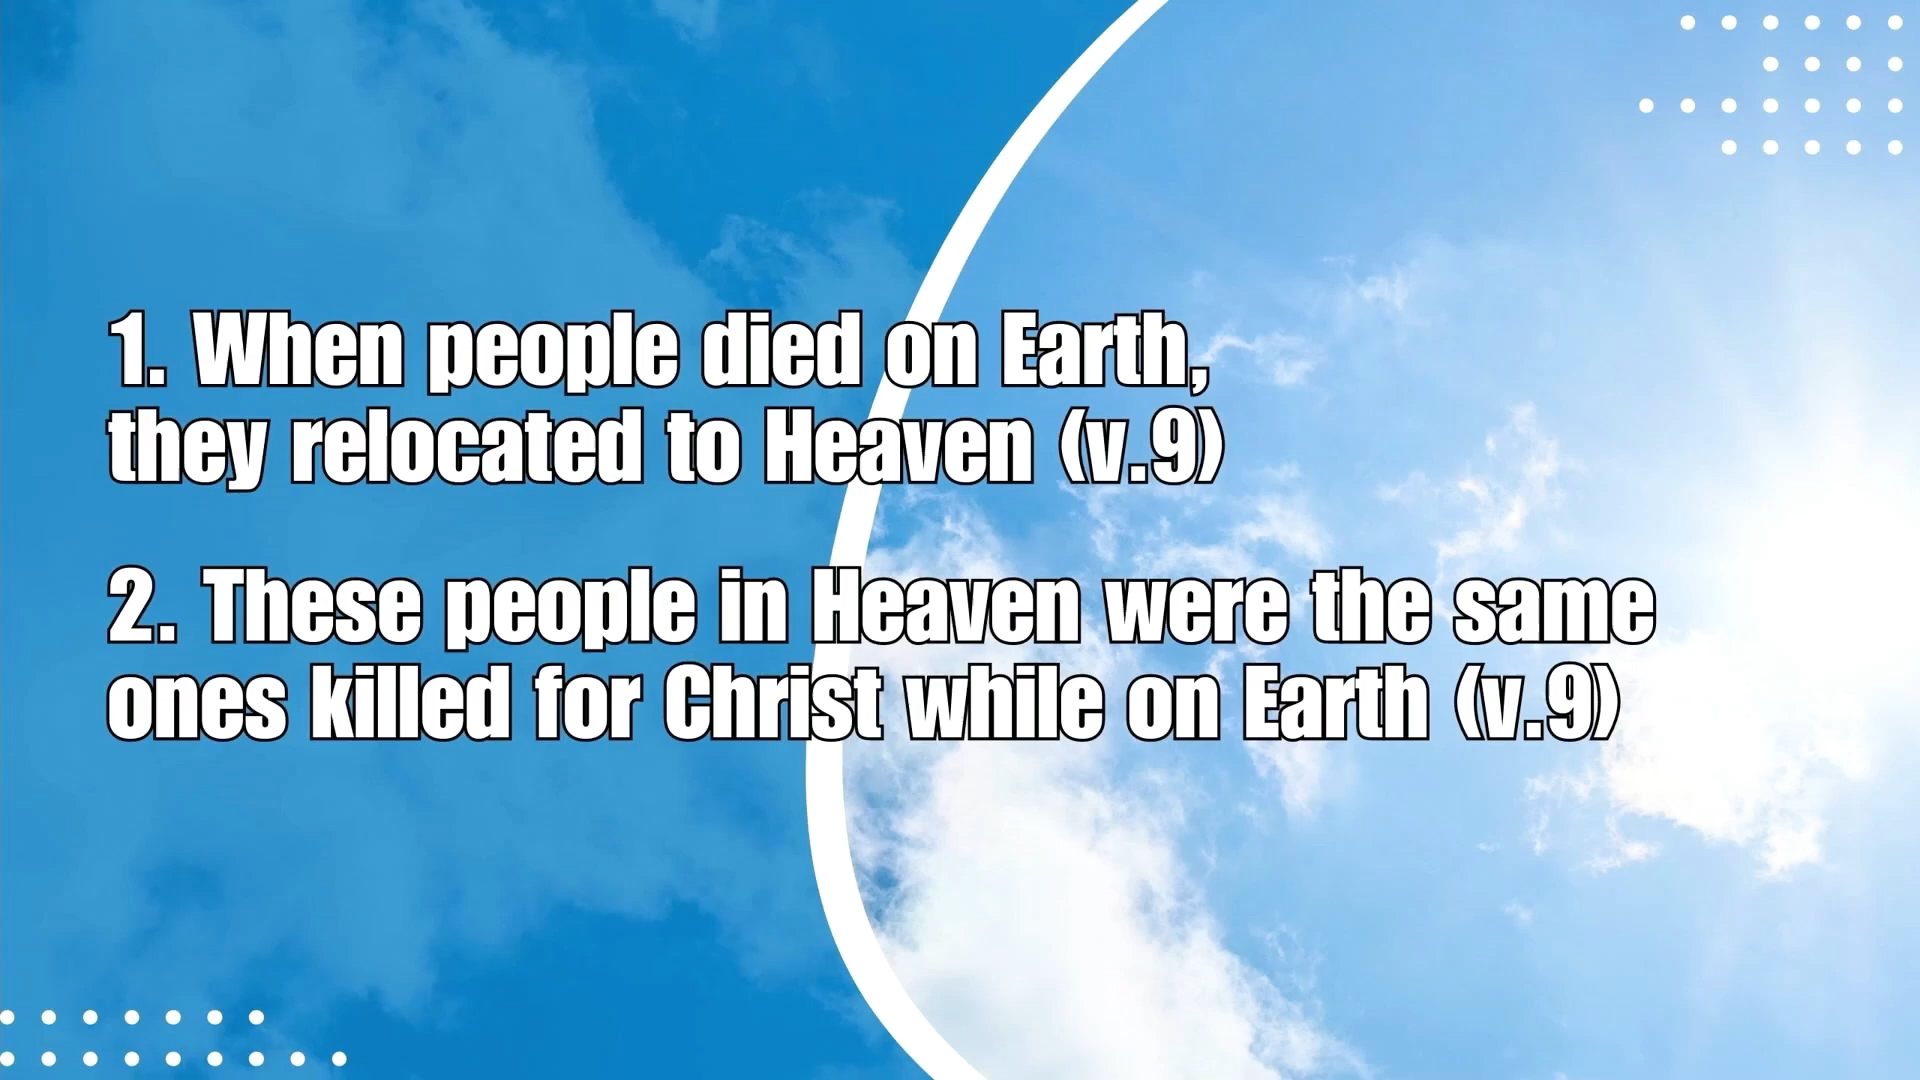 1. When people died on Earth,
they relocated to Heaven (v.9)
2. These people in Heaven were the same
ones killed for Christ while on Earth (v.9)